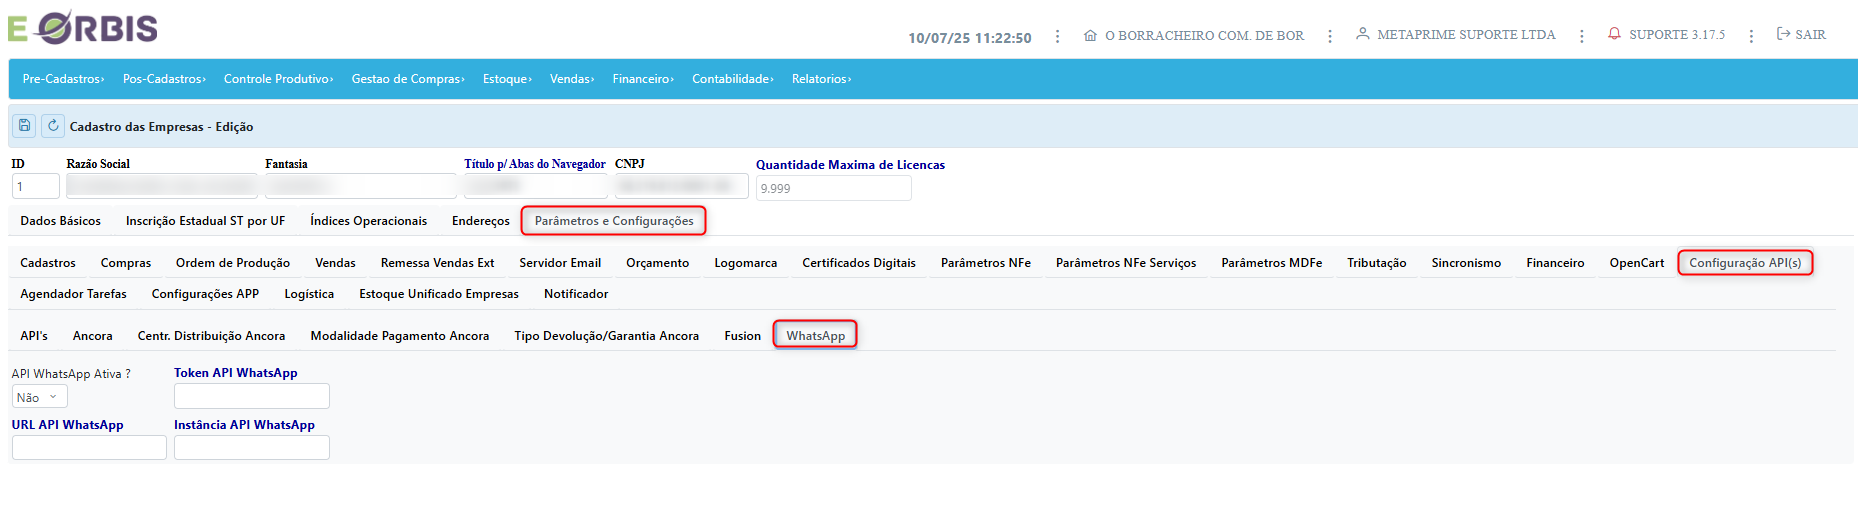 E-ORBIS
10/07/25 11:22:50 ⋮ O BORRACHEIRO COM. DE BOR ⋮ METAPRIME SUPORTE LTDA ⋮ SUPORTE 3.17.5 ⋮ SAIR
Pre-Cadastros› Pos-Cadastros› Controle Produtivo› Gestao de Compras› Estoque› Vendas› Financeiro› Contabilidade› Relatorios›
Cadastro das Empresas - Edição
ID Razão Social Fantasia Título p/ Abas do Navegador CNPJ Quantidade Maxima de Licencas
1 9.999
Dados Básicos Inscrição Estadual ST por UF Índices Operacionais Endereços Parâmetros e Configurações
Cadastros Compras Ordem de Produção Vendas Remessa Vendas Ext Servidor Email Orçamento Logomarca Certificados Digitais Parâmetros NFe Parâmetros NFe Serviços Parâmetros MDFe Tributação Sincronismo Financeiro OpenCart Configuração API(s)
Agendador Tarefas Configurações APP Logística Estoque Unificado Empresas Notificador
API's Ancora Centr. Distribuição Ancora Modalidade Pagamento Ancora Tipo Devolução/Garantia Ancora Fusion WhatsApp
API WhatsApp Ativa ? Token API WhatsApp
Não
URL API WhatsApp Instância API WhatsApp